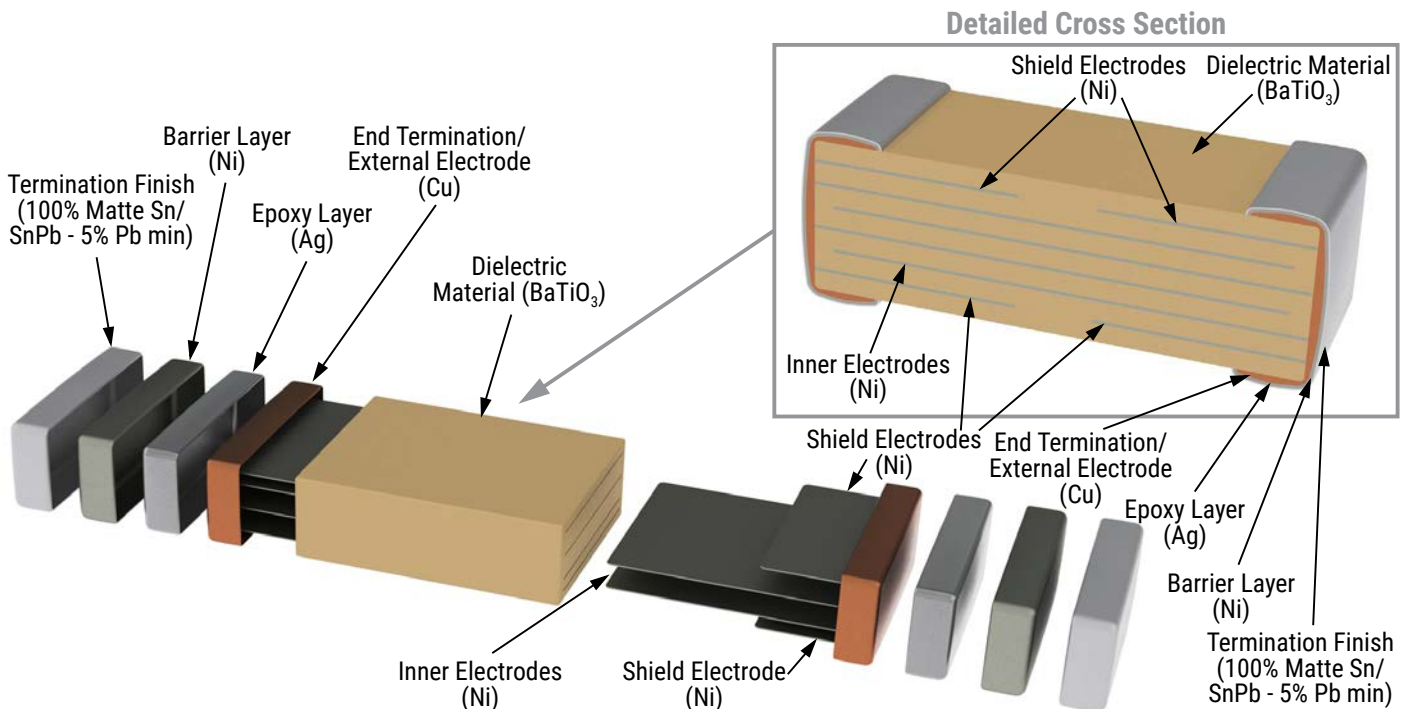 Detailed Cross Section
Shield Electrodes
(Ni)
Dielectric Material
(BaTiO₃)
Barrier Layer
(Ni)
End Termination/
External Electrode
(Cu)
Termination Finish
(100% Matte Sn/
SnPb - 5% Pb min)
Epoxy Layer
(Ag)
Dielectric
Material (BaTiO₃)
Inner Electrodes
(Ni)
Shield Electrodes
(Ni)
End Termination/
External Electrode
(Cu)
Epoxy Layer
(Ag)
Barrier Layer
(Ni)
Termination Finish
(100% Matte Sn/
SnPb - 5% Pb min)
Inner Electrodes
(Ni)
Shield Electrode
(Ni)